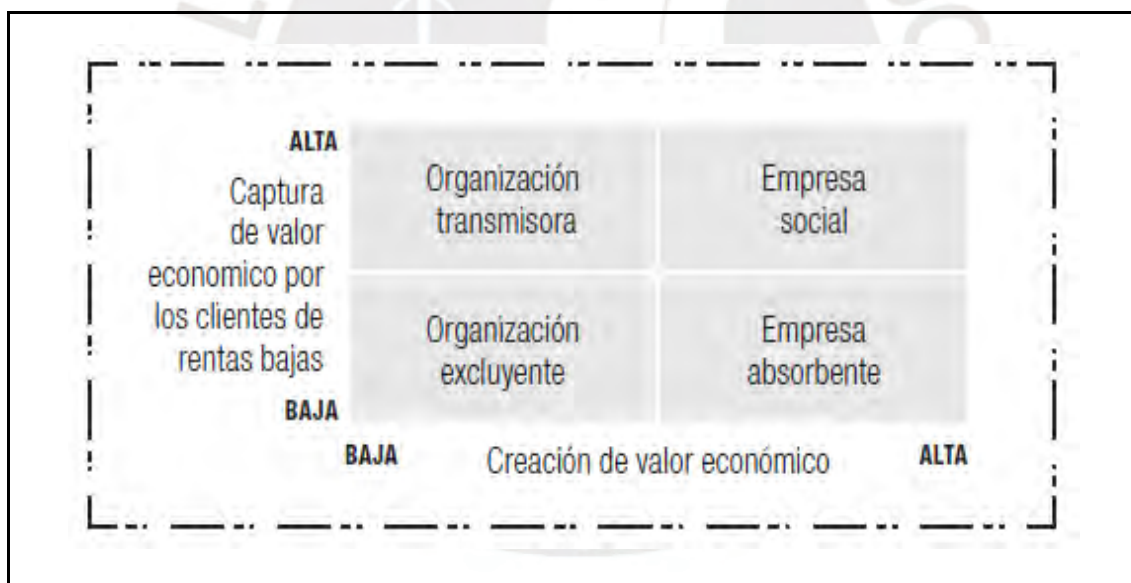 ALTA
Captura
de valor
economico por
los clientes de
rentas bajas
BAJA
Organización
transmisora
Empresa
social
Organización
excluyente
Empresa
absorbente
BAJA
Creación de valor económico
ALTA